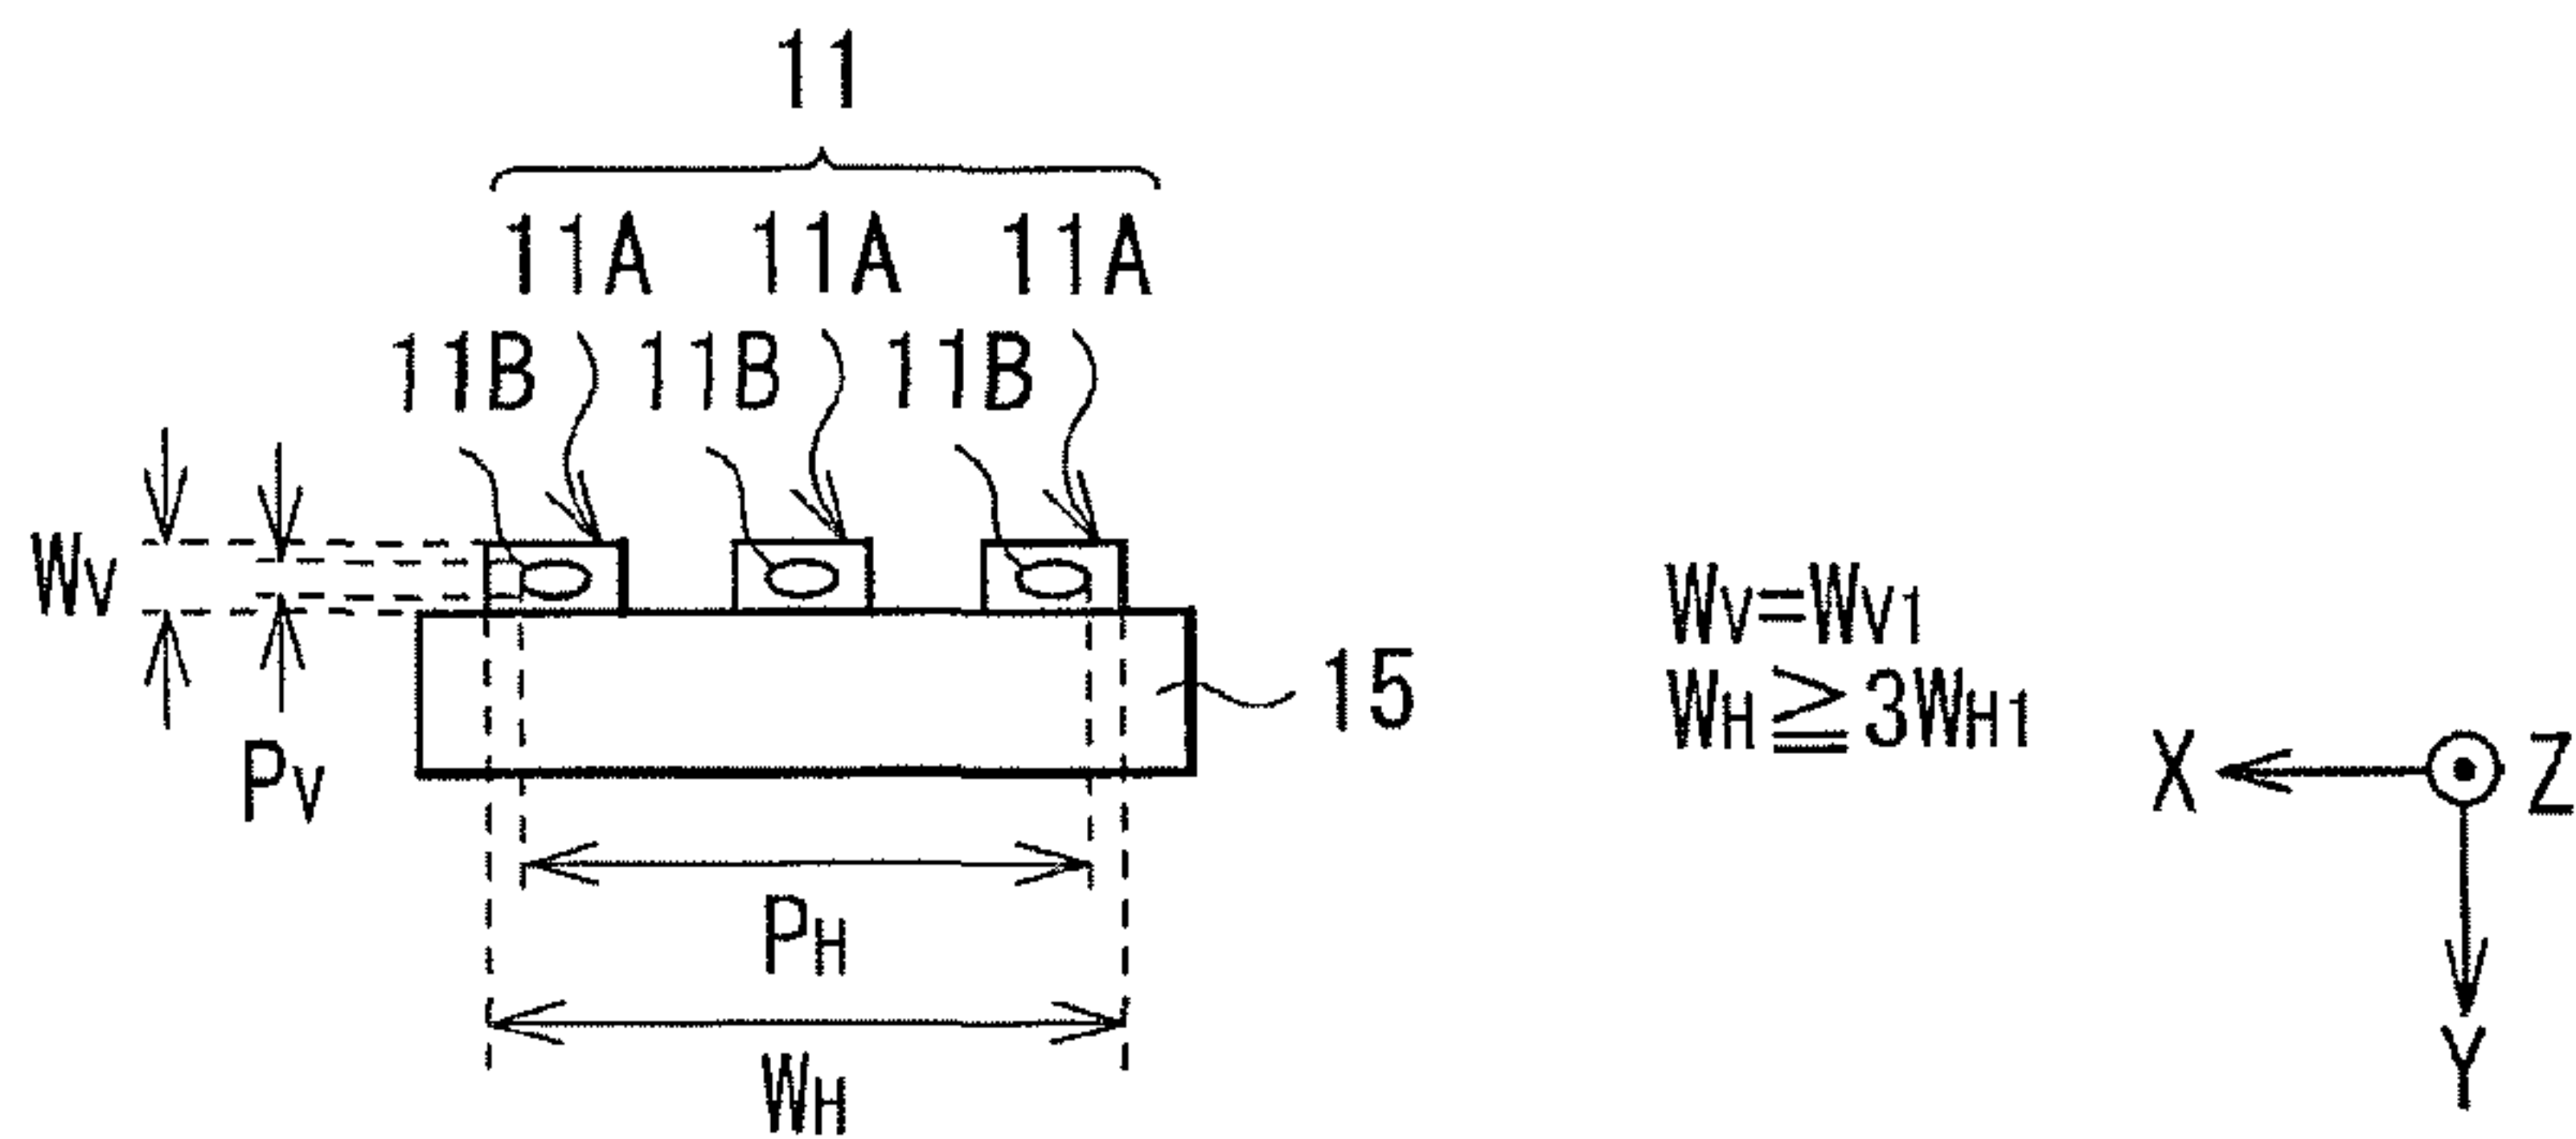 11
11A 11A 11A
11B 11B 11B
WV
PV
15
PH
WH
WV=WV1
WH≧3WH1
X Z
Y